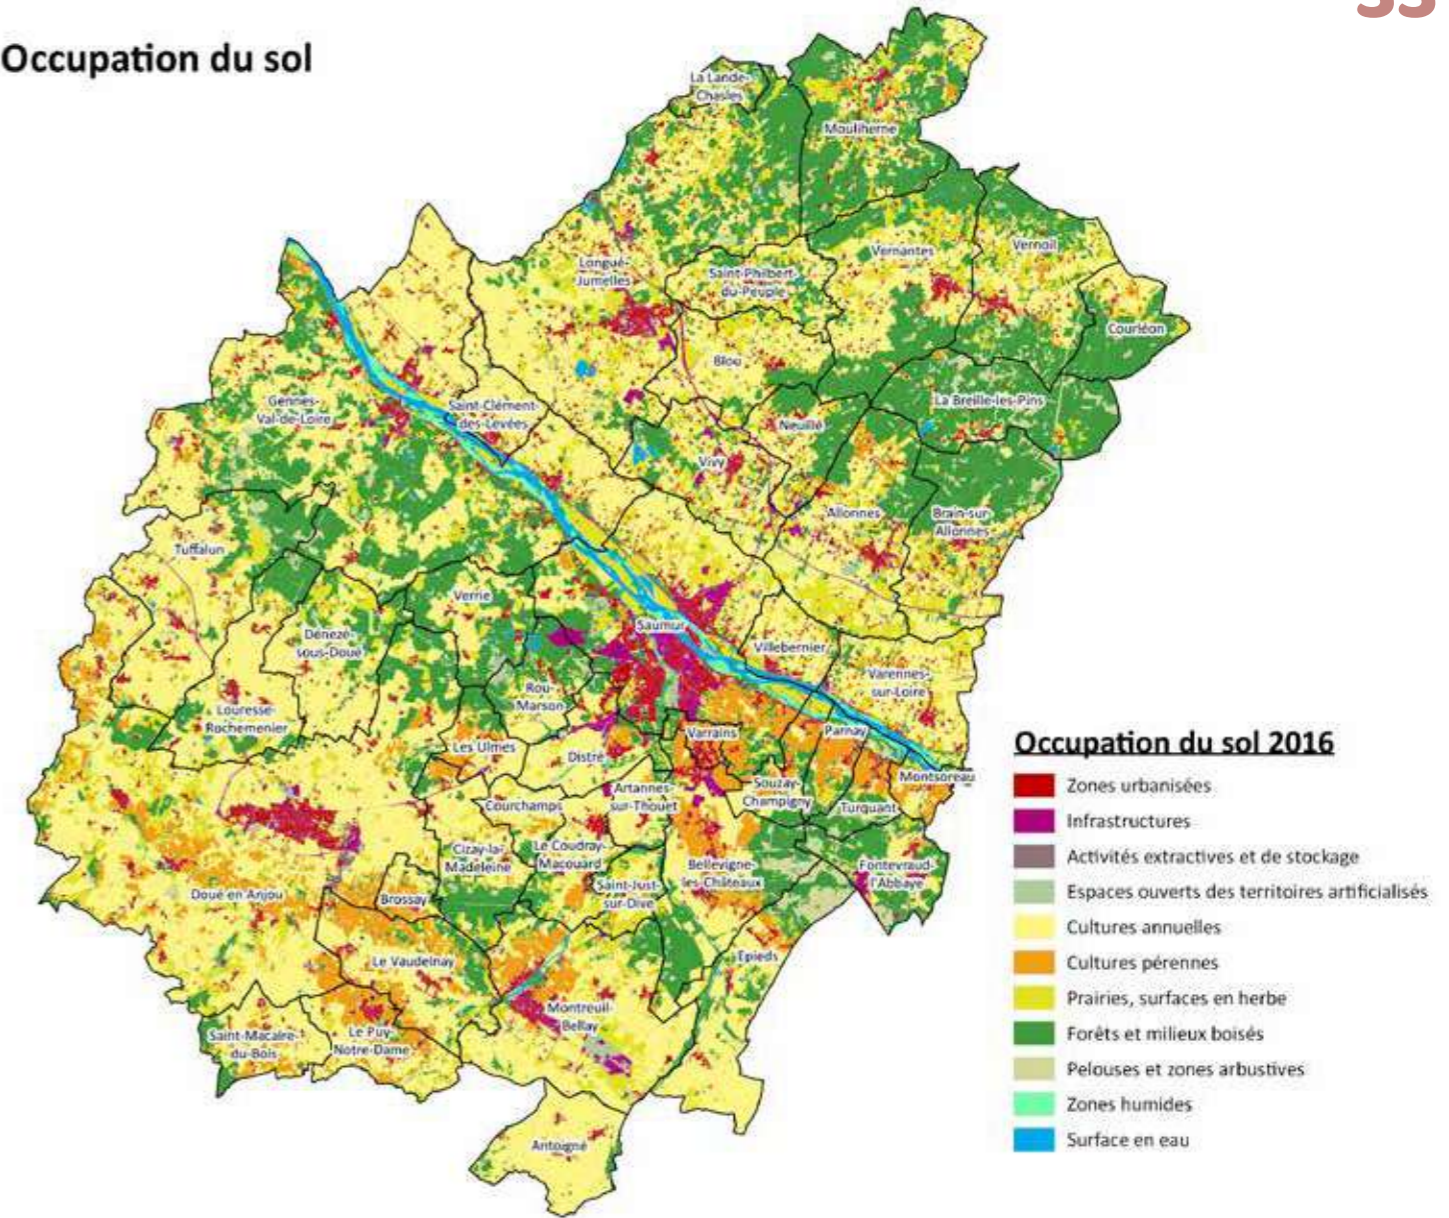 Occupation du sol
La Lande-
Chasles
Mouliherne
Vernantes
Vernoil
Longué-
Jumelles
Saint-Philbert-
du-Peuple
Courléon
Blou
Gennes-
Val-de-Loire
Saint-Clément-
des-Levées
La Breille-les-Pins
Neuillé
Vivy
Allonnes
Brain-sur-
Allonnes
Tuffalun
Verrie
Dénezé-
sous-Doué
Saumur
Villebernier
Varennes-
sur-Loire
Rou-
Marson
Louresse-
Rochemenier
Les Ulmes
Distré
Varrains
Parnay
Montsoreau
Artannes-
sur-Thouet
Souzay-
Champigny
Turquant
Courchamps
Cizay-la-
Madeleine
Le Coudray-
Macouard
Bellevigne-
les-Châteaux
Fontevraud-
l'Abbaye
Doué en Anjou
Brossay
Saint-Just-
sur-Dive
Le Vaudelnay
Epieds
Montreuil-
Bellay
Saint-Macaire-
du-Bois
Le Puy-
Notre-Dame
Antoigné
Occupation du sol 2016
Zones urbanisées
Infrastructures
Activités extractives et de stockage
Espaces ouverts des territoires artificialisés
Cultures annuelles
Cultures pérennes
Prairies, surfaces en herbe
Forêts et milieux boisés
Pelouses et zones arbustives
Zones humides
Surface en eau